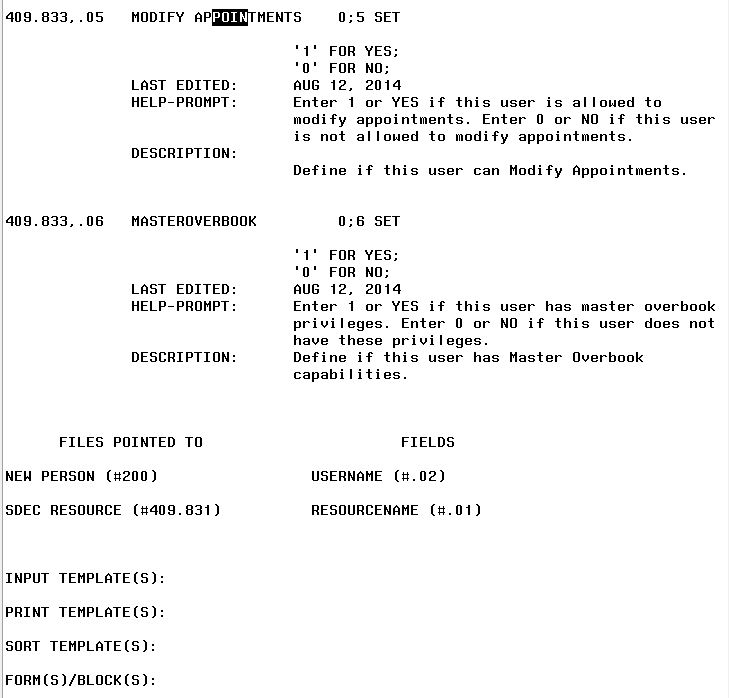 409.833,.05   MODIFY APPOINTMENTS    0;5 SET
'1' FOR YES;
'0' FOR NO;
LAST EDITED:      AUG 12, 2014
HELP-PROMPT:      Enter 1 or YES if this user is allowed to
modify appointments. Enter 0 or NO if this user
is not allowed to modify appointments.
DESCRIPTION:
Define if this user can Modify Appointments.
409.833,.06   MASTEROVERBOOK         0;6 SET
'1' FOR YES;
'0' FOR NO;
LAST EDITED:      AUG 12, 2014
HELP-PROMPT:      Enter 1 or YES if this user has master overbook
privileges. Enter 0 or NO if this user does not
have these privileges.
DESCRIPTION:      Define if this user has Master Overbook
capabilities.
FILES POINTED TO                      FIELDS
NEW PERSON (#200)                 USERNAME (#.02)
SDEC RESOURCE (#409.831)          RESOURCENAME (#.01)
INPUT TEMPLATE(S):
PRINT TEMPLATE(S):
SORT TEMPLATE(S):
FORM(S)/BLOCK(S):